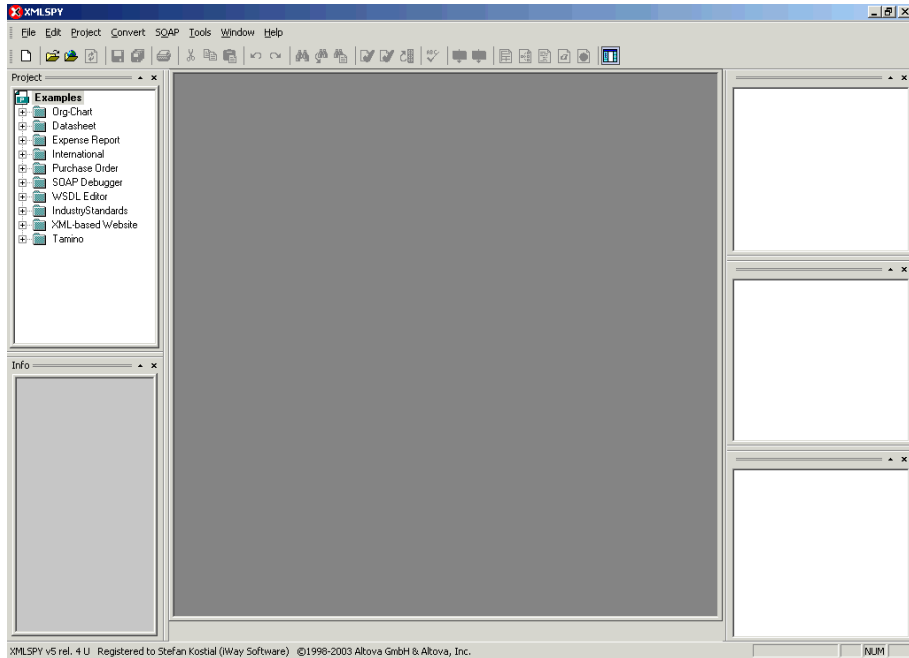 XMLSPY
File Edit Project Convert SOAP Tools Window Help
Project
Examples
Org-Chart
Datasheet
Expense Report
International
Purchase Order
SOAP Debugger
WSDL Editor
IndustryStandards
XML-based Website
Tamino
Info
XMLSPY v5 rel. 4 U Registered to Stefan Kostial (iWay Software) ©1998-2003 Altova GmbH & Altova, Inc. NUM